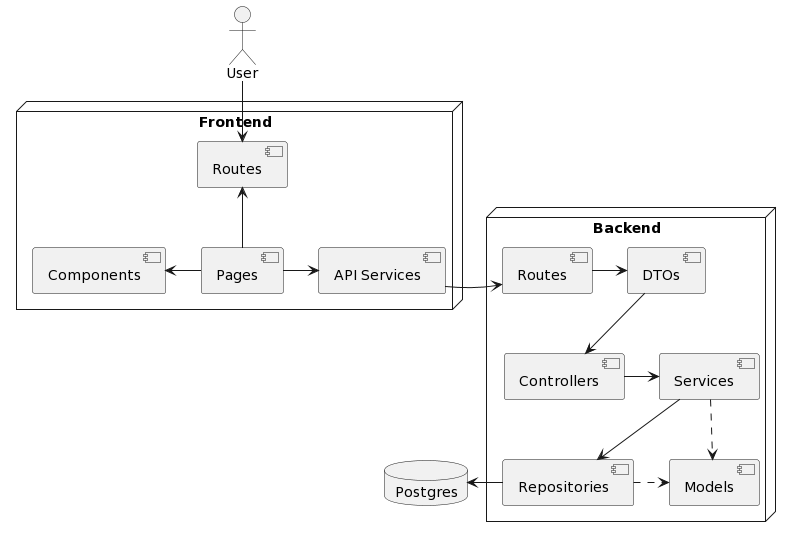 User
Frontend
Routes
Components
Pages
API Services
Backend
Routes
DTOs
Controllers
Services
Postgres
Repositories
Models